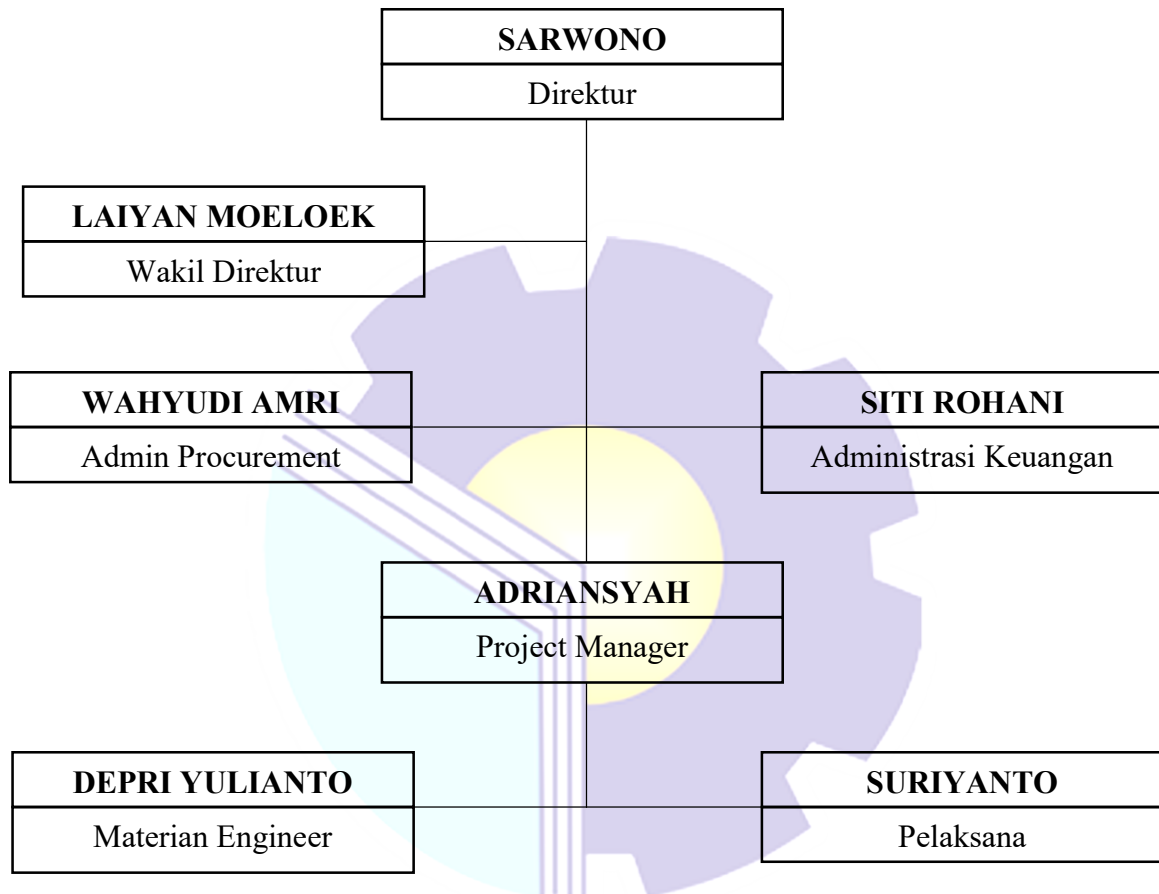 SARWONO
Direktur
LAIYAN MOELOEK
Wakil Direktur
WAHYUDI AMRI
Admin Procurement
SITI ROHANI
Administrasi Keuangan
ADRIANSYAH
Project Manager
DEPRI YULIANTO
Materian Engineer
SURIYANTO
Pelaksana